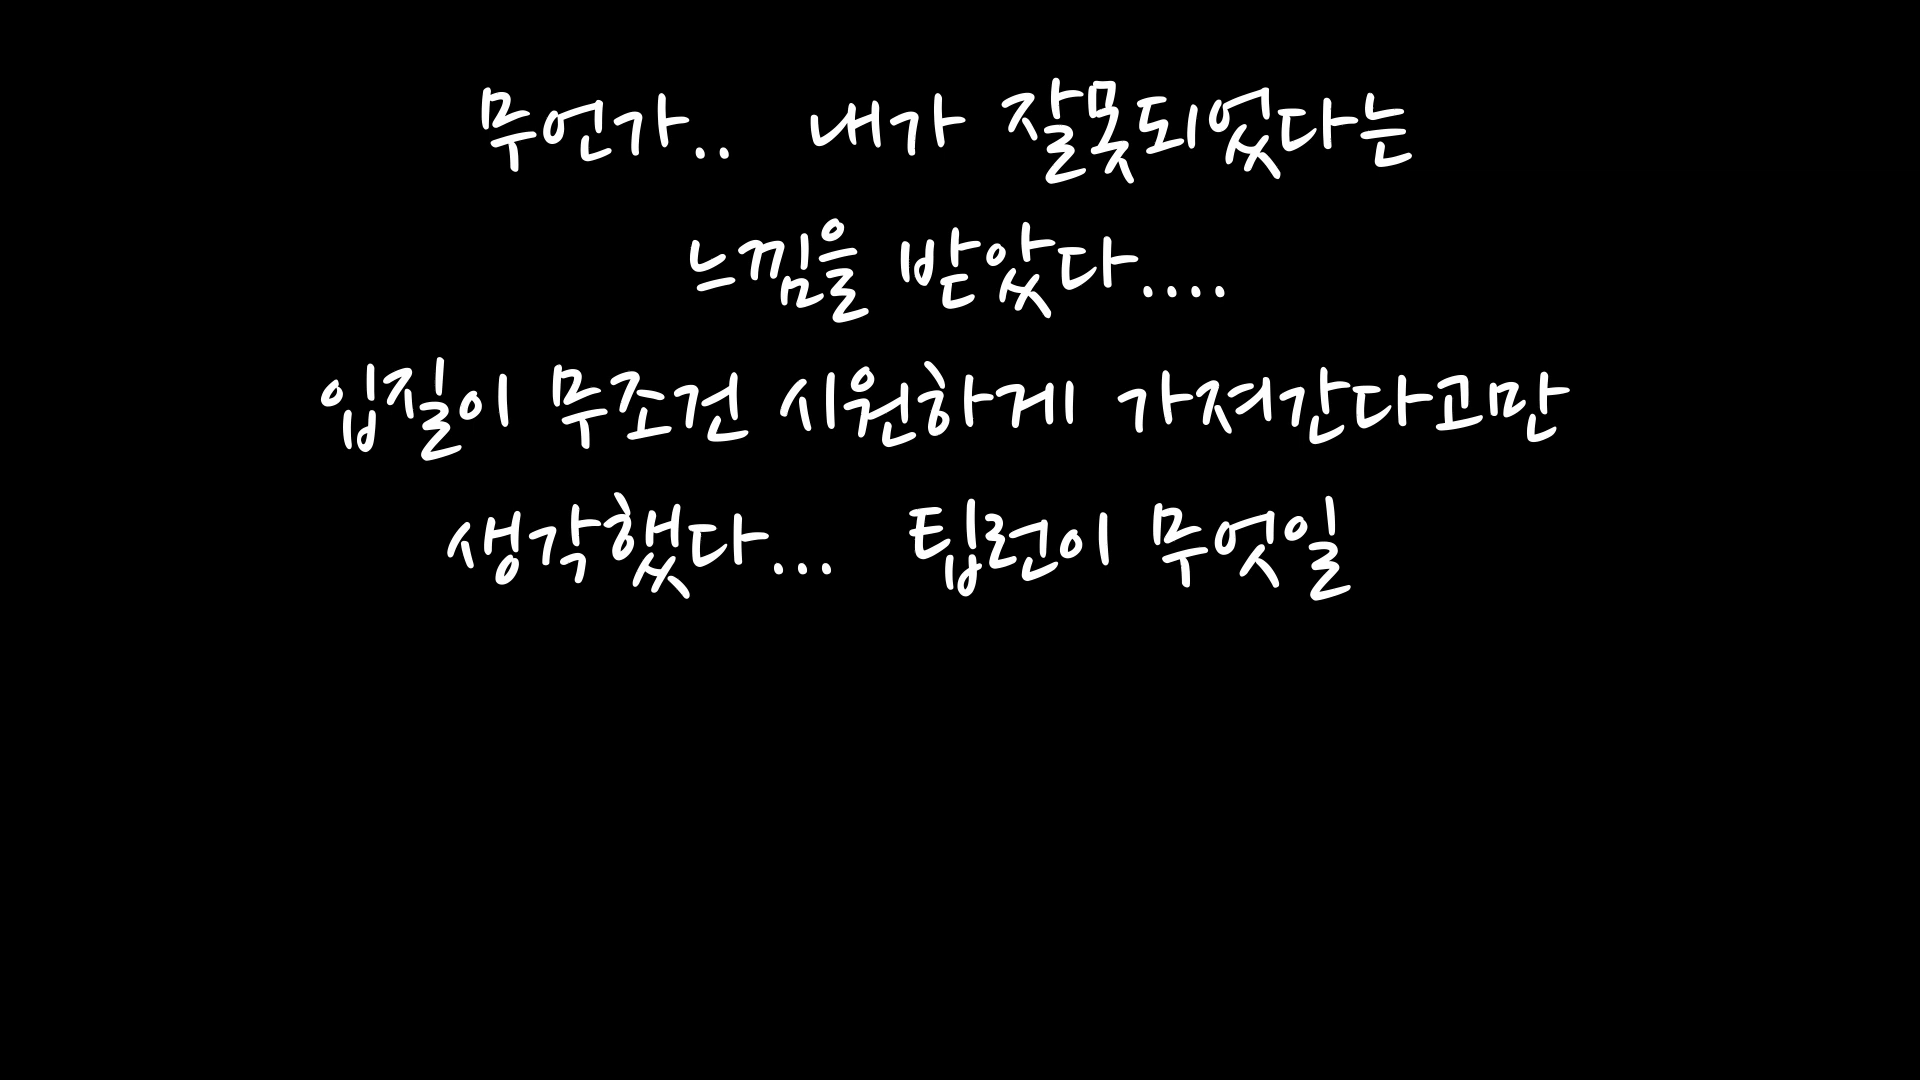 무언가.. 내가 잘못되었다는
느낌을 받았다....
입질이 무조건 시원하게 가져간다고만
생각했다... 팁런이 무엇일